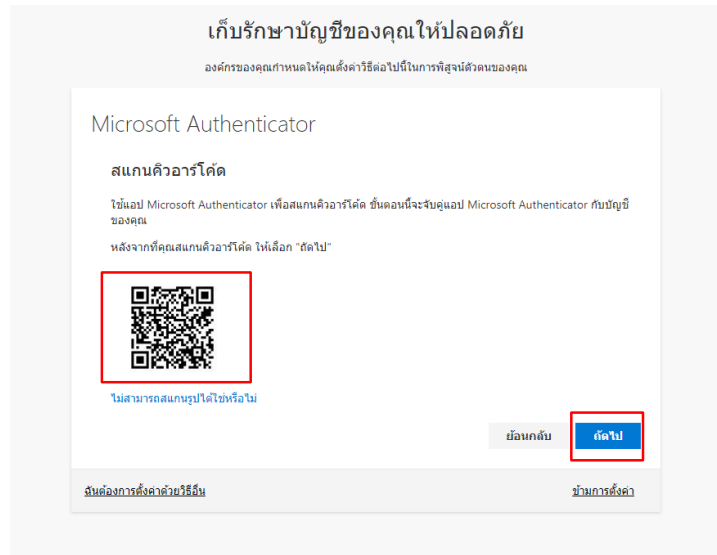 เก็บรักษาบัญชีของคุณให้ปลอดภัย
องค์กรของคุณกำหนดให้คุณตั้งค่าวิธีต่อไปนี้ในการพิสูจน์ตัวตนของคุณ
Microsoft Authenticator
สแกนคิวอาร์โค้ด
ใช้แอป Microsoft Authenticator เพื่อสแกนคิวอาร์โค้ด ขั้นตอนนี้จะจับคู่แอป Microsoft Authenticator กับบัญชี
ของคุณ
หลังจากที่คุณสแกนคิวอาร์โค้ด ให้เลือก "ถัดไป"
ไม่สามารถสแกนรูปได้ใช่หรือไม่
ย้อนกลับ ถัดไป
ฉันต้องการตั้งค่าด้วยวิธีอื่น ข้ามการตั้งค่า